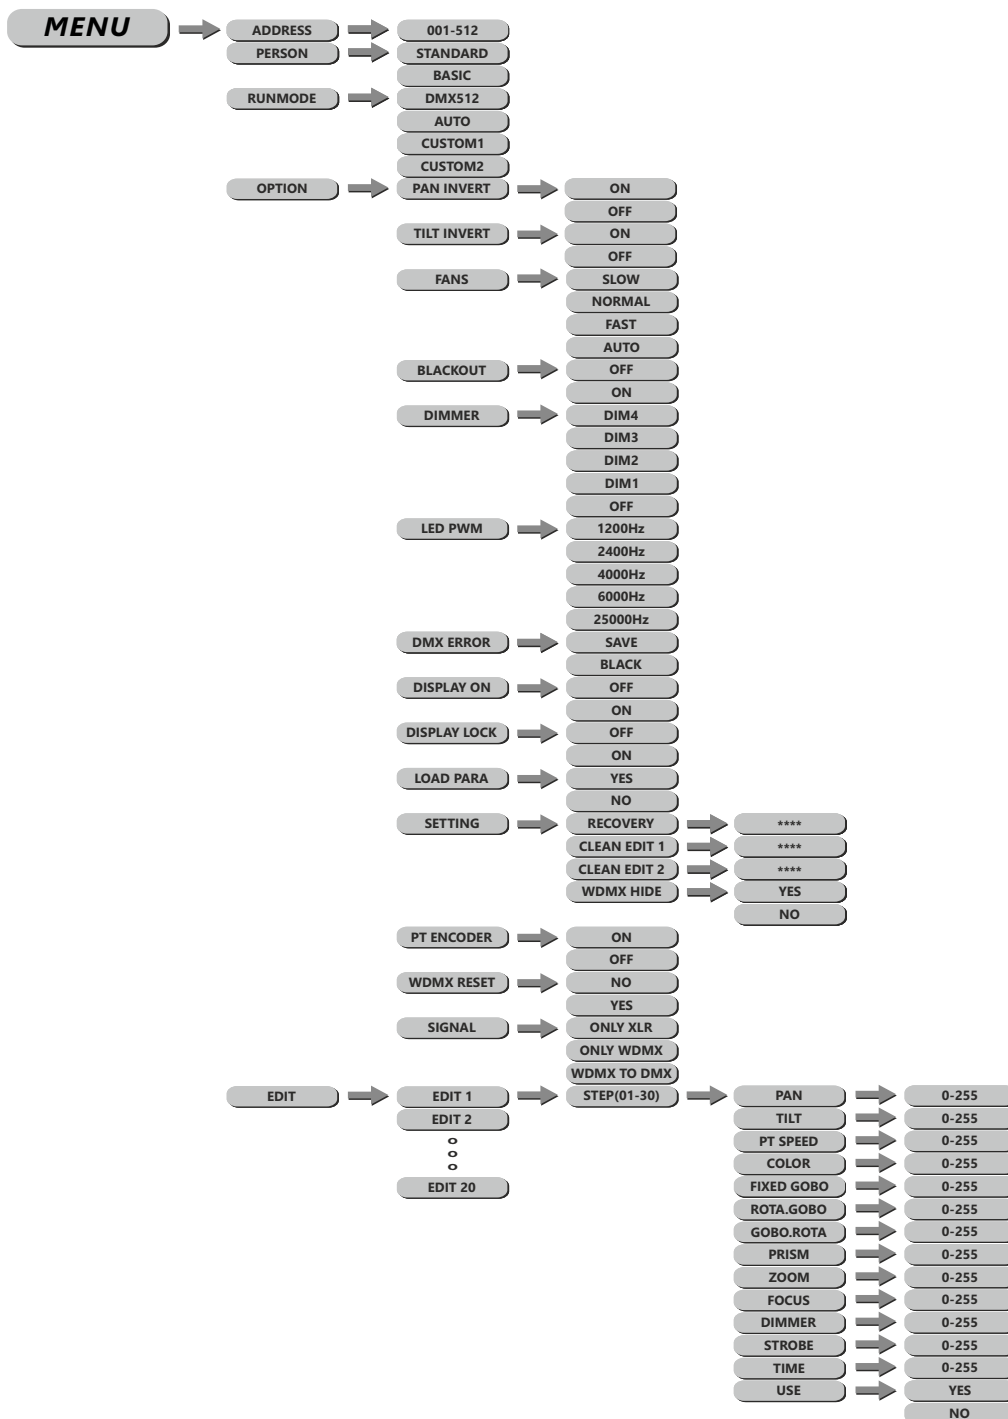 MENU
ADDRESS 001-512
PERSON STANDARD
BASIC
RUNMODE DMX512
AUTO
CUSTOM1
CUSTOM2
OPTION PAN INVERT ON
OFF
TILT INVERT ON
OFF
FANS SLOW
NORMAL
FAST
AUTO
BLACKOUT OFF
ON
DIMMER DIM4
DIM3
DIM2
DIM1
OFF
LED PWM 1200Hz
2400Hz
4000Hz
6000Hz
25000Hz
DMX ERROR SAVE
BLACK
DISPLAY ON OFF
ON
DISPLAY LOCK OFF
ON
LOAD PARA YES
NO
SETTING RECOVERY ****
CLEAN EDIT 1 ****
CLEAN EDIT 2 ****
WDMX HIDE YES
NO
PT ENCODER ON
OFF
WDMX RESET NO
YES
SIGNAL ONLY XLR
ONLY WDMX
WDMX TO DMX
EDIT EDIT 1 STEP(01-30) PAN 0-255
EDIT 2 TILT 0-255
PT SPEED 0-255
COLOR 0-255
EDIT 20 FIXED GOBO 0-255
ROTA.GOBO 0-255
GOBO.ROTA 0-255
PRISM 0-255
ZOOM 0-255
FOCUS 0-255
DIMMER 0-255
STROBE 0-255
TIME 0-255
USE YES
NO